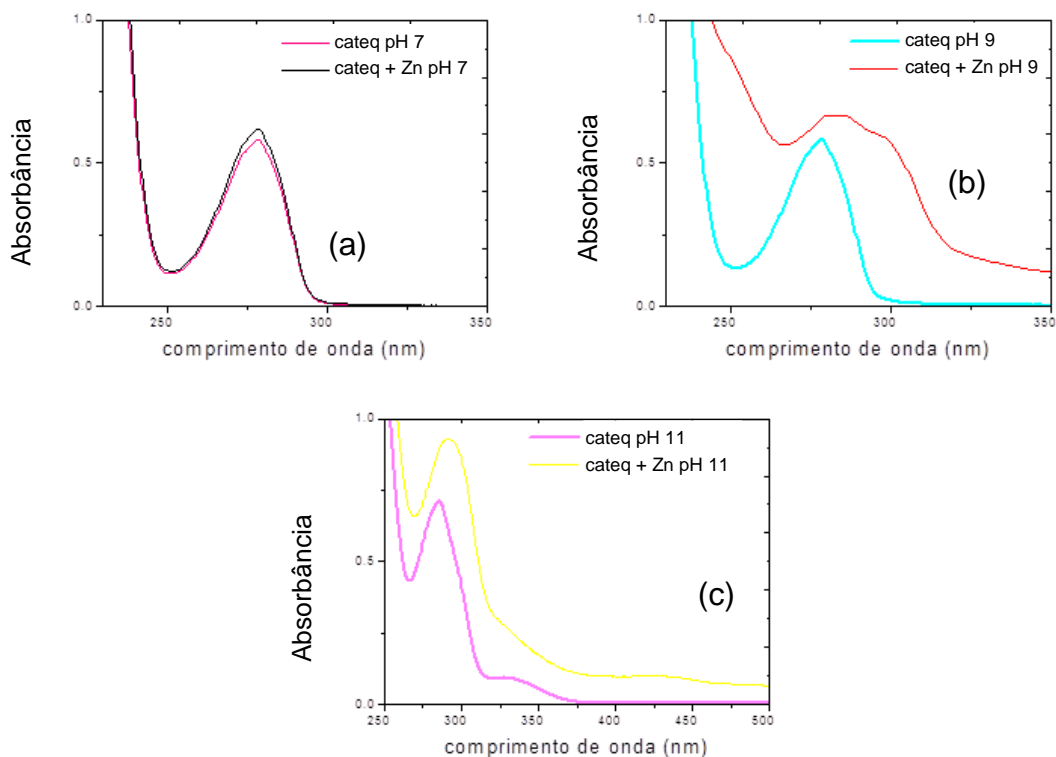 1.0
cateq pH 7
cateq + Zn pH 7
Absorbância
0.5
(a)
0.0
250
300
350
comprimento de onda (nm)
1.0
cateq pH 9
cateq + Zn pH 9
Absorbância
0.5
(b)
0.0
250
300
350
comprimento de onda (nm)
1.0
cateq pH 11
cateq + Zn pH 11
Absorbância
0.5
(c)
0.0
250
300
350
400
450
500
comprimento de onda (nm)